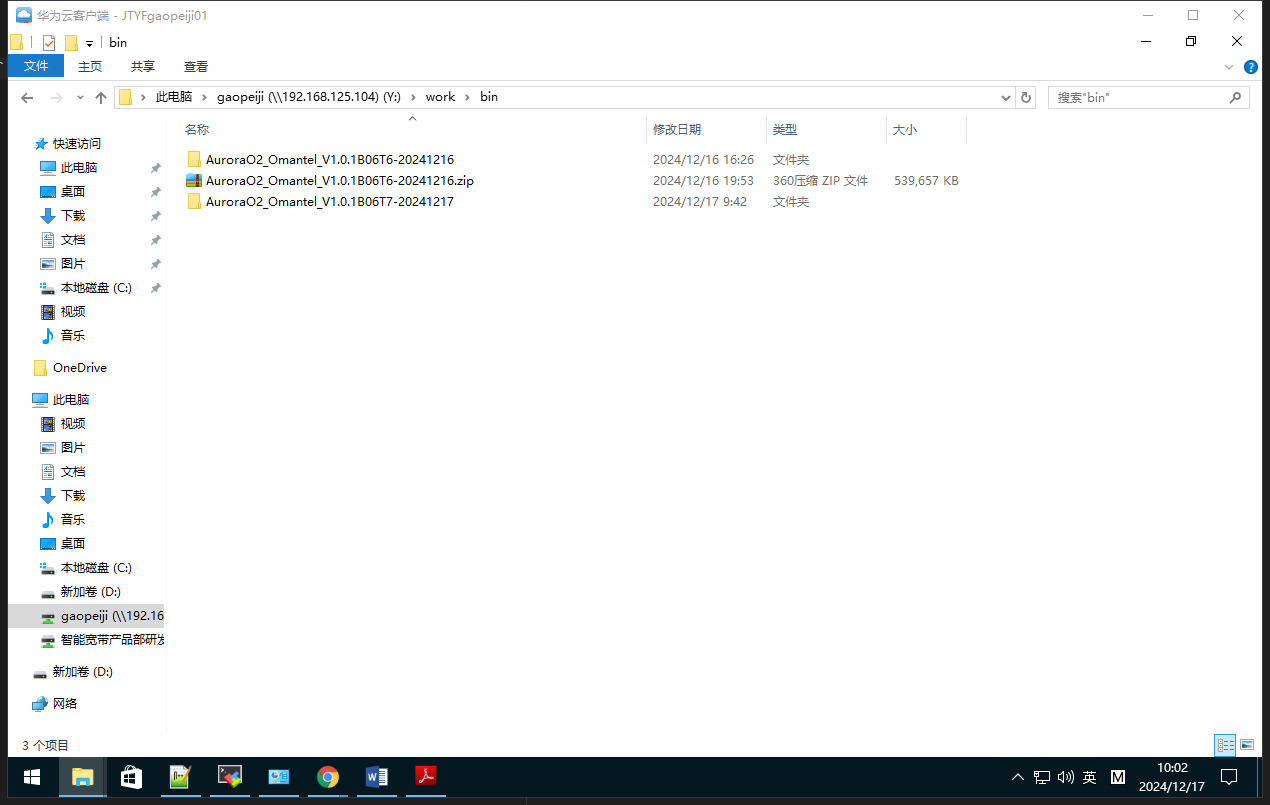 华为云客户端 - JTYFgaopeiji01
bin
文件 主页 共享 查看
此电脑 › gaopeiji (\\192.168.125.104) (Y:) › work › bin
搜索"bin"
名称 修改日期 类型 大小
AuroraO2_Omantel_V1.0.1B06T6-20241216 2024/12/16 16:26 文件夹
AuroraO2_Omantel_V1.0.1B06T6-20241216.zip 2024/12/16 19:53 360压缩 ZIP 文件 539,657 KB
AuroraO2_Omantel_V1.0.1B06T7-20241217 2024/12/17 9:42 文件夹
快速访问
此电脑
桌面
下载
文档
图片
本地磁盘 (C:)
视频
音乐
OneDrive
此电脑
视频
图片
文档
下载
音乐
桌面
本地磁盘 (C:)
新加卷 (D:)
gaopeiji (\\192.16
智能宽带产品部研发
新加卷 (D:)
网络
3 个项目
英 M
10:02
2024/12/17